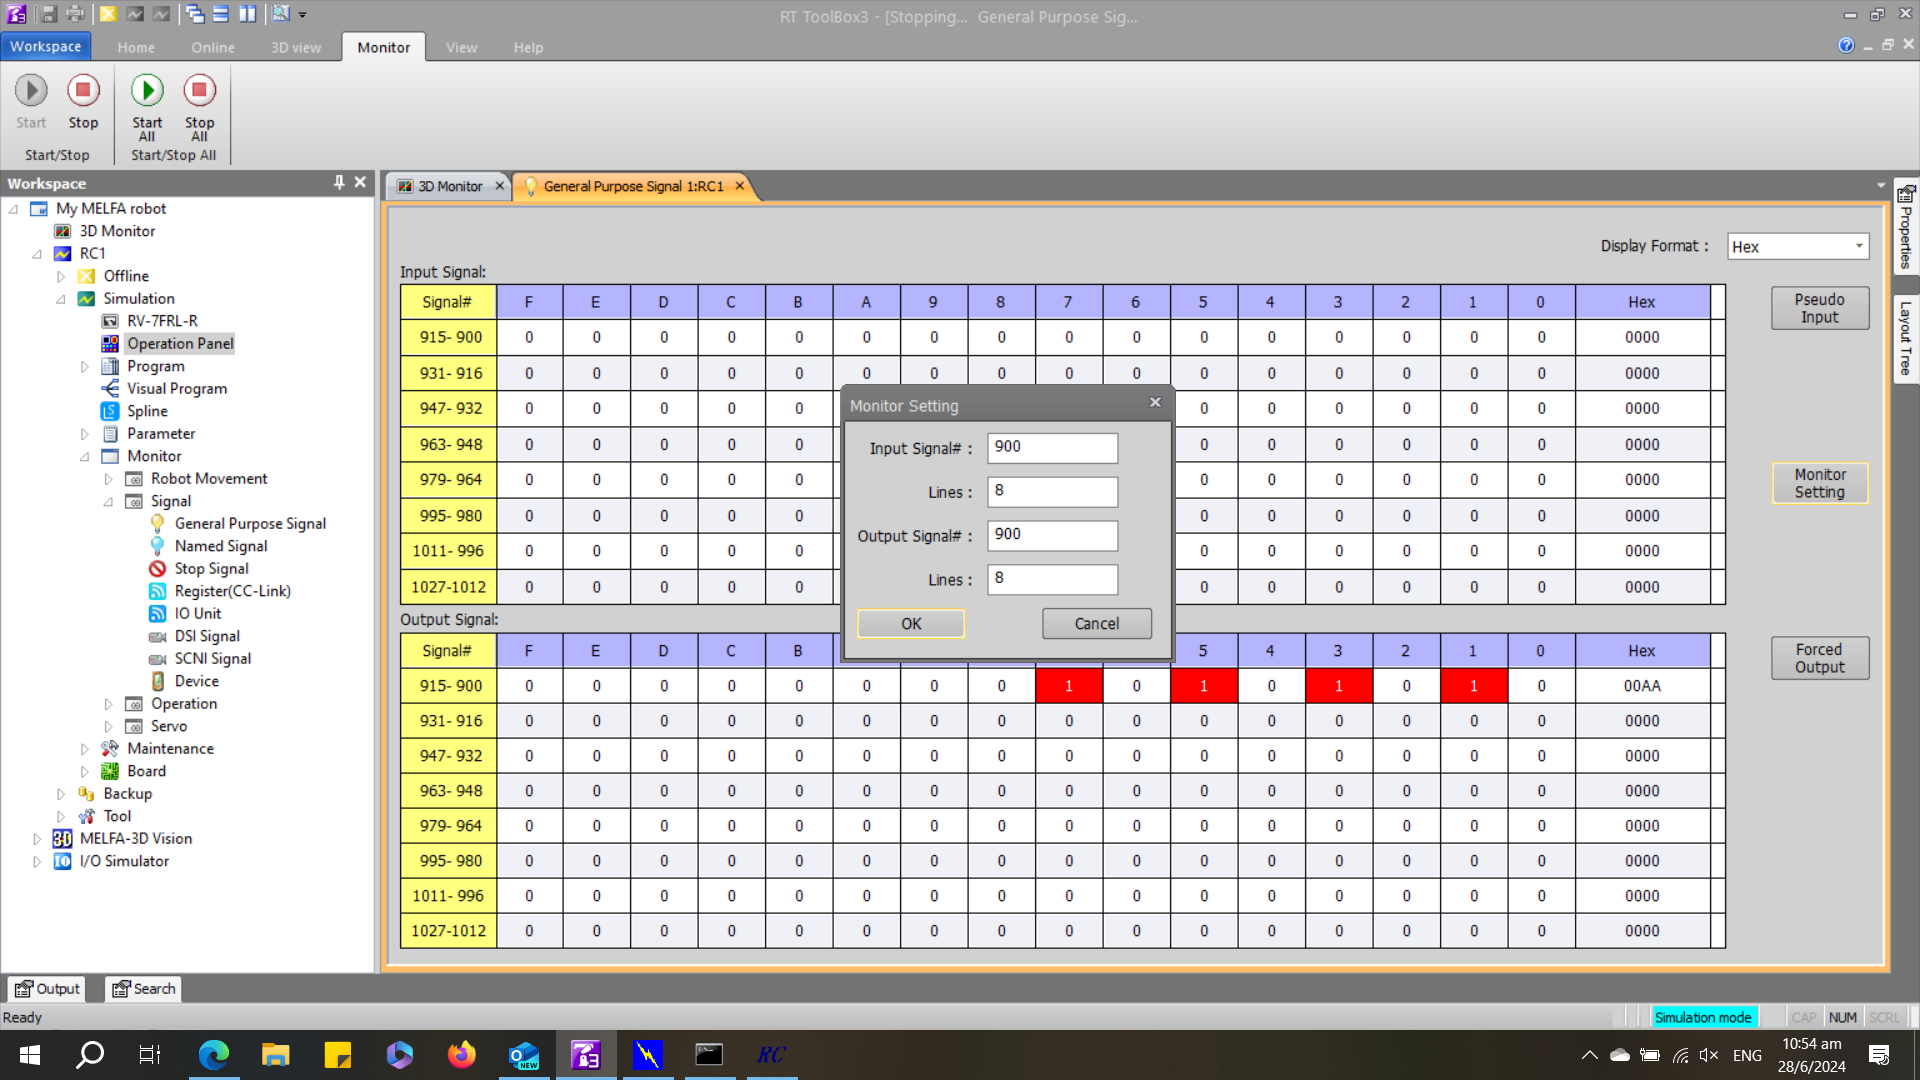 RT ToolBox3 - [Stopping...   General Purpose Sig...
Workspace
Home
Online
3D view
Monitor
View
Help
Start
Stop
Start All
Stop All
Start/Stop
Start/Stop All
Workspace
My MELFA robot
3D Monitor
RC1
Offline
Simulation
RV-7FRL-R
Operation Panel
Program
Visual Program
Spline
Parameter
Monitor
Robot Movement
Signal
General Purpose Signal
Named Signal
Stop Signal
Register(CC-Link)
IO Unit
DSI Signal
SCNI Signal
Device
Operation
Servo
Maintenance
Board
Backup
Tool
MELFA-3D Vision
I/O Simulator
3D Monitor
General Purpose Signal 1:RC1
Display Format :
Hex
Input Signal:
Signal# F E D C B A 9 8 7 6 5 4 3 2 1 0 Hex
915- 900 0 0 0 0 0 0 0 0 0 0 0 0 0 0 0 0 0000
931- 916 0 0 0 0 0 0 0 0 0 0 0 0 0 0 0 0 0000
947- 932 0 0 0 0 0 0 0 0 0 0 0000
963- 948 0 0 0 0 0 0 0 0 0 0 0000
979- 964 0 0 0 0 0 0 0 0 0 0 0000
995- 980 0 0 0 0 0 0 0 0 0 0 0000
1011- 996 0 0 0 0 0 0 0 0 0 0 0000
1027-1012 0 0 0 0 0 0 0 0 0 0 0000
Pseudo Input
Monitor Setting
Forced Output
Monitor Setting
Input Signal# : 900
Lines : 8
Output Signal# : 900
Lines : 8
OK
Cancel
Output Signal:
Signal# F E D C B 5 4 3 2 1 0 Hex
915- 900 0 0 0 0 0 0 0 0 1 0 1 0 1 0 1 0 00AA
931- 916 0 0 0 0 0 0 0 0 0 0 0 0 0 0 0 0 0000
947- 932 0 0 0 0 0 0 0 0 0 0 0 0 0 0 0 0 0000
963- 948 0 0 0 0 0 0 0 0 0 0 0 0 0 0 0 0 0000
979- 964 0 0 0 0 0 0 0 0 0 0 0 0 0 0 0 0 0000
995- 980 0 0 0 0 0 0 0 0 0 0 0 0 0 0 0 0 0000
1011- 996 0 0 0 0 0 0 0 0 0 0 0 0 0 0 0 0 0000
1027-1012 0 0 0 0 0 0 0 0 0 0 0 0 0 0 0 0 0000
Properties
Layout Tree
Output
Search
Ready
Simulation mode
CAP
NUM
SCRL
NEW
RC
ENG
10:54 am
28/6/2024